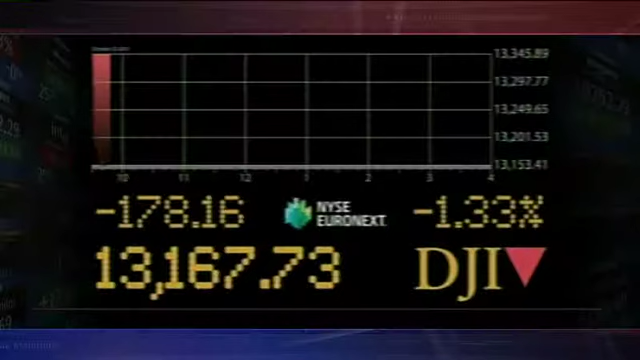 13,345.89
13,297.77
13,249.65
13,201.53
13,153.41
10 11 12 1 2 3 4
-178.16 NYSE EURONEXT -1.33%
13,167.73 DJI